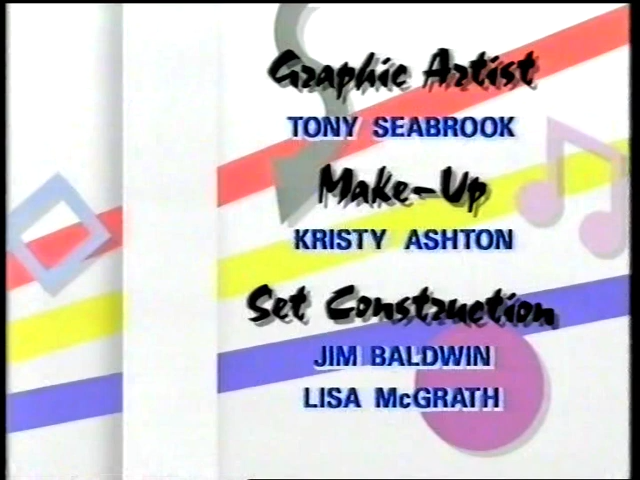 Graphic Artist
TONY SEABROOK
Make-Up
KRISTY ASHTON
Set Construction
JIM BALDWIN
LISA McGRATH